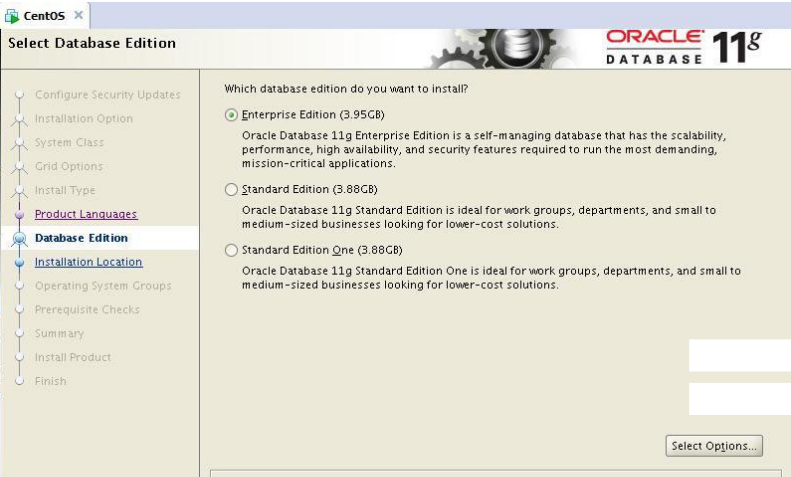 CentOS
Select Database Edition
ORACLE
DATABASE
11g
Configure Security Updates
Installation Option
System Class
Grid Options
Install Type
Product Languages
Database Edition
Installation Location
Operating System Groups
Prerequisite Checks
Summary
Install Product
Finish
Which database edition do you want to install?
Enterprise Edition (3.95GB)
Oracle Database 11g Enterprise Edition is a self-managing database that has the scalability,
performance, high availability, and security features required to run the most demanding,
mission-critical applications.
Standard Edition (3.88GB)
Oracle Database 11g Standard Edition is ideal for work groups, departments, and small to
medium-sized businesses looking for lower-cost solutions.
Standard Edition One (3.88GB)
Oracle Database 11g Standard Edition One is ideal for work groups, departments, and small to
medium-sized businesses looking for lower-cost solutions.
Select Options...